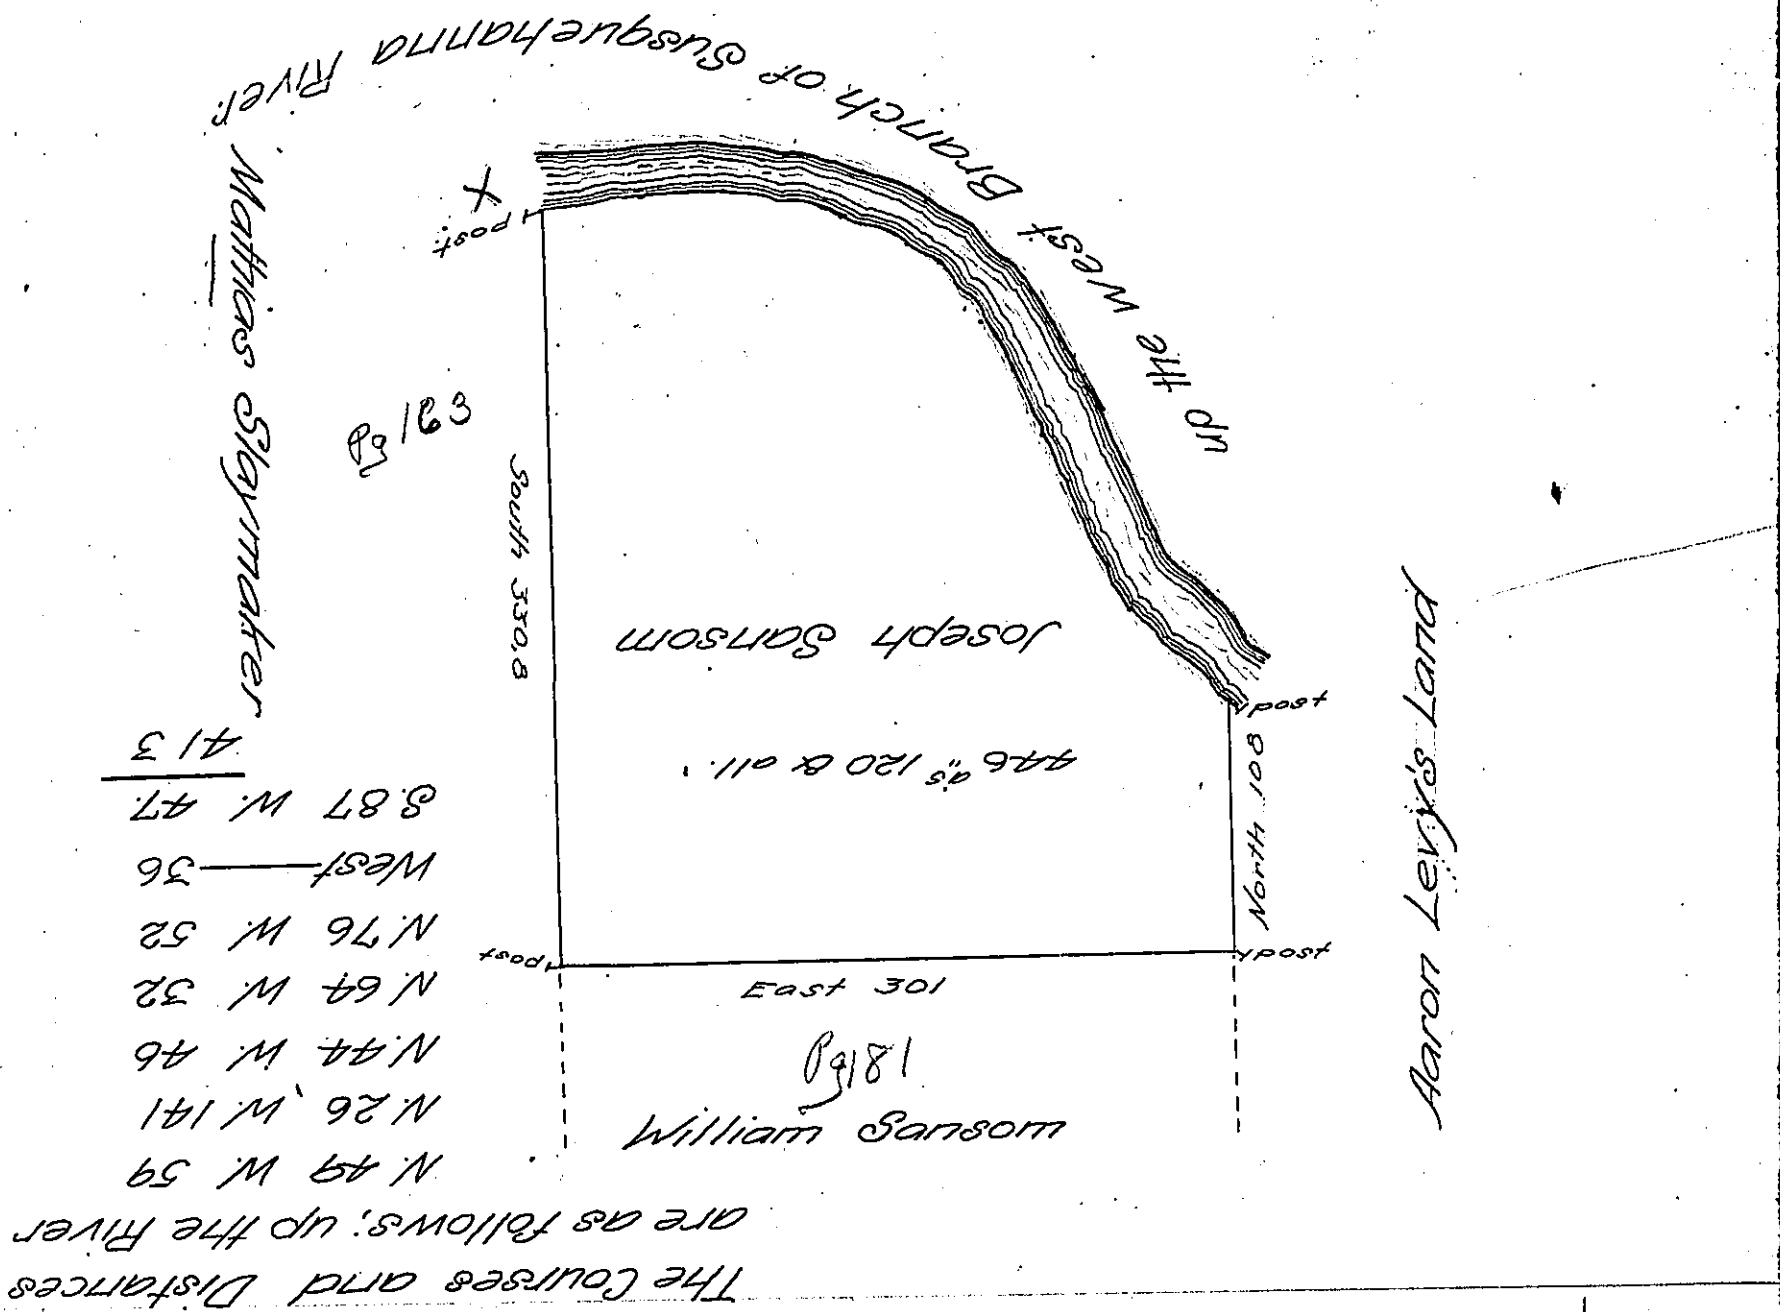 The Courses and Distances
are as follows; up the River
N. 49 W. 59
N. 26 W. 141
N. 44 W. 46
N. 64 W. 32
N. 76 W. 52
West — 36
S. 87 W. 47
413
up the West Branch of Susquehanna River
Mathias Slaymaker
X
post
Pg 163
South 330.8
Joseph Sansom
446 as 120 & all.
post
North 108
Aaron Levy's Land
post
post
East 301
Pg 181
William Sansom